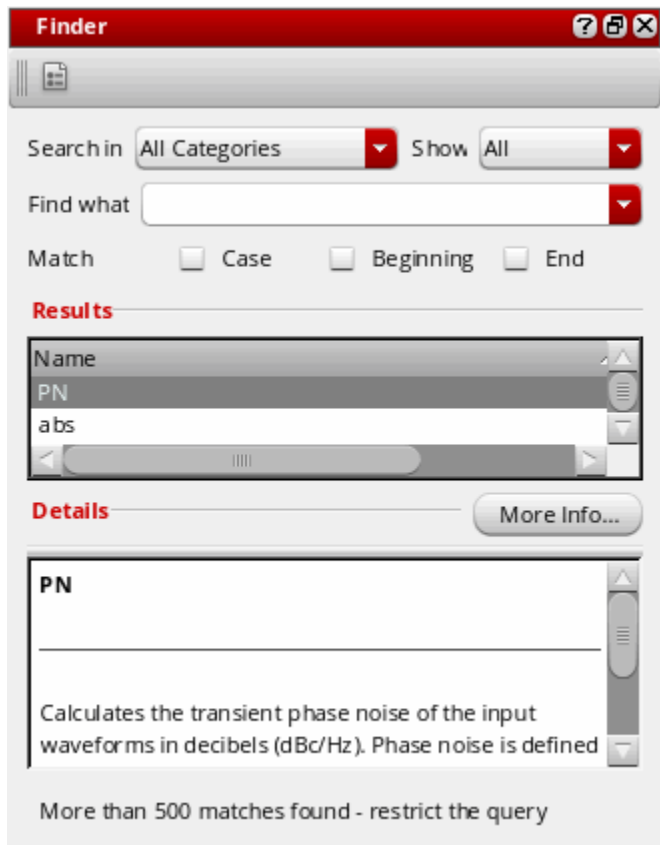 Finder
Search in All Categories Show All
Find what
Match Case Beginning End
Results
Name
PN
abs
Details More Info...
PN
Calculates the transient phase noise of the input
waveforms in decibels (dBc/Hz). Phase noise is defined
More than 500 matches found - restrict the query